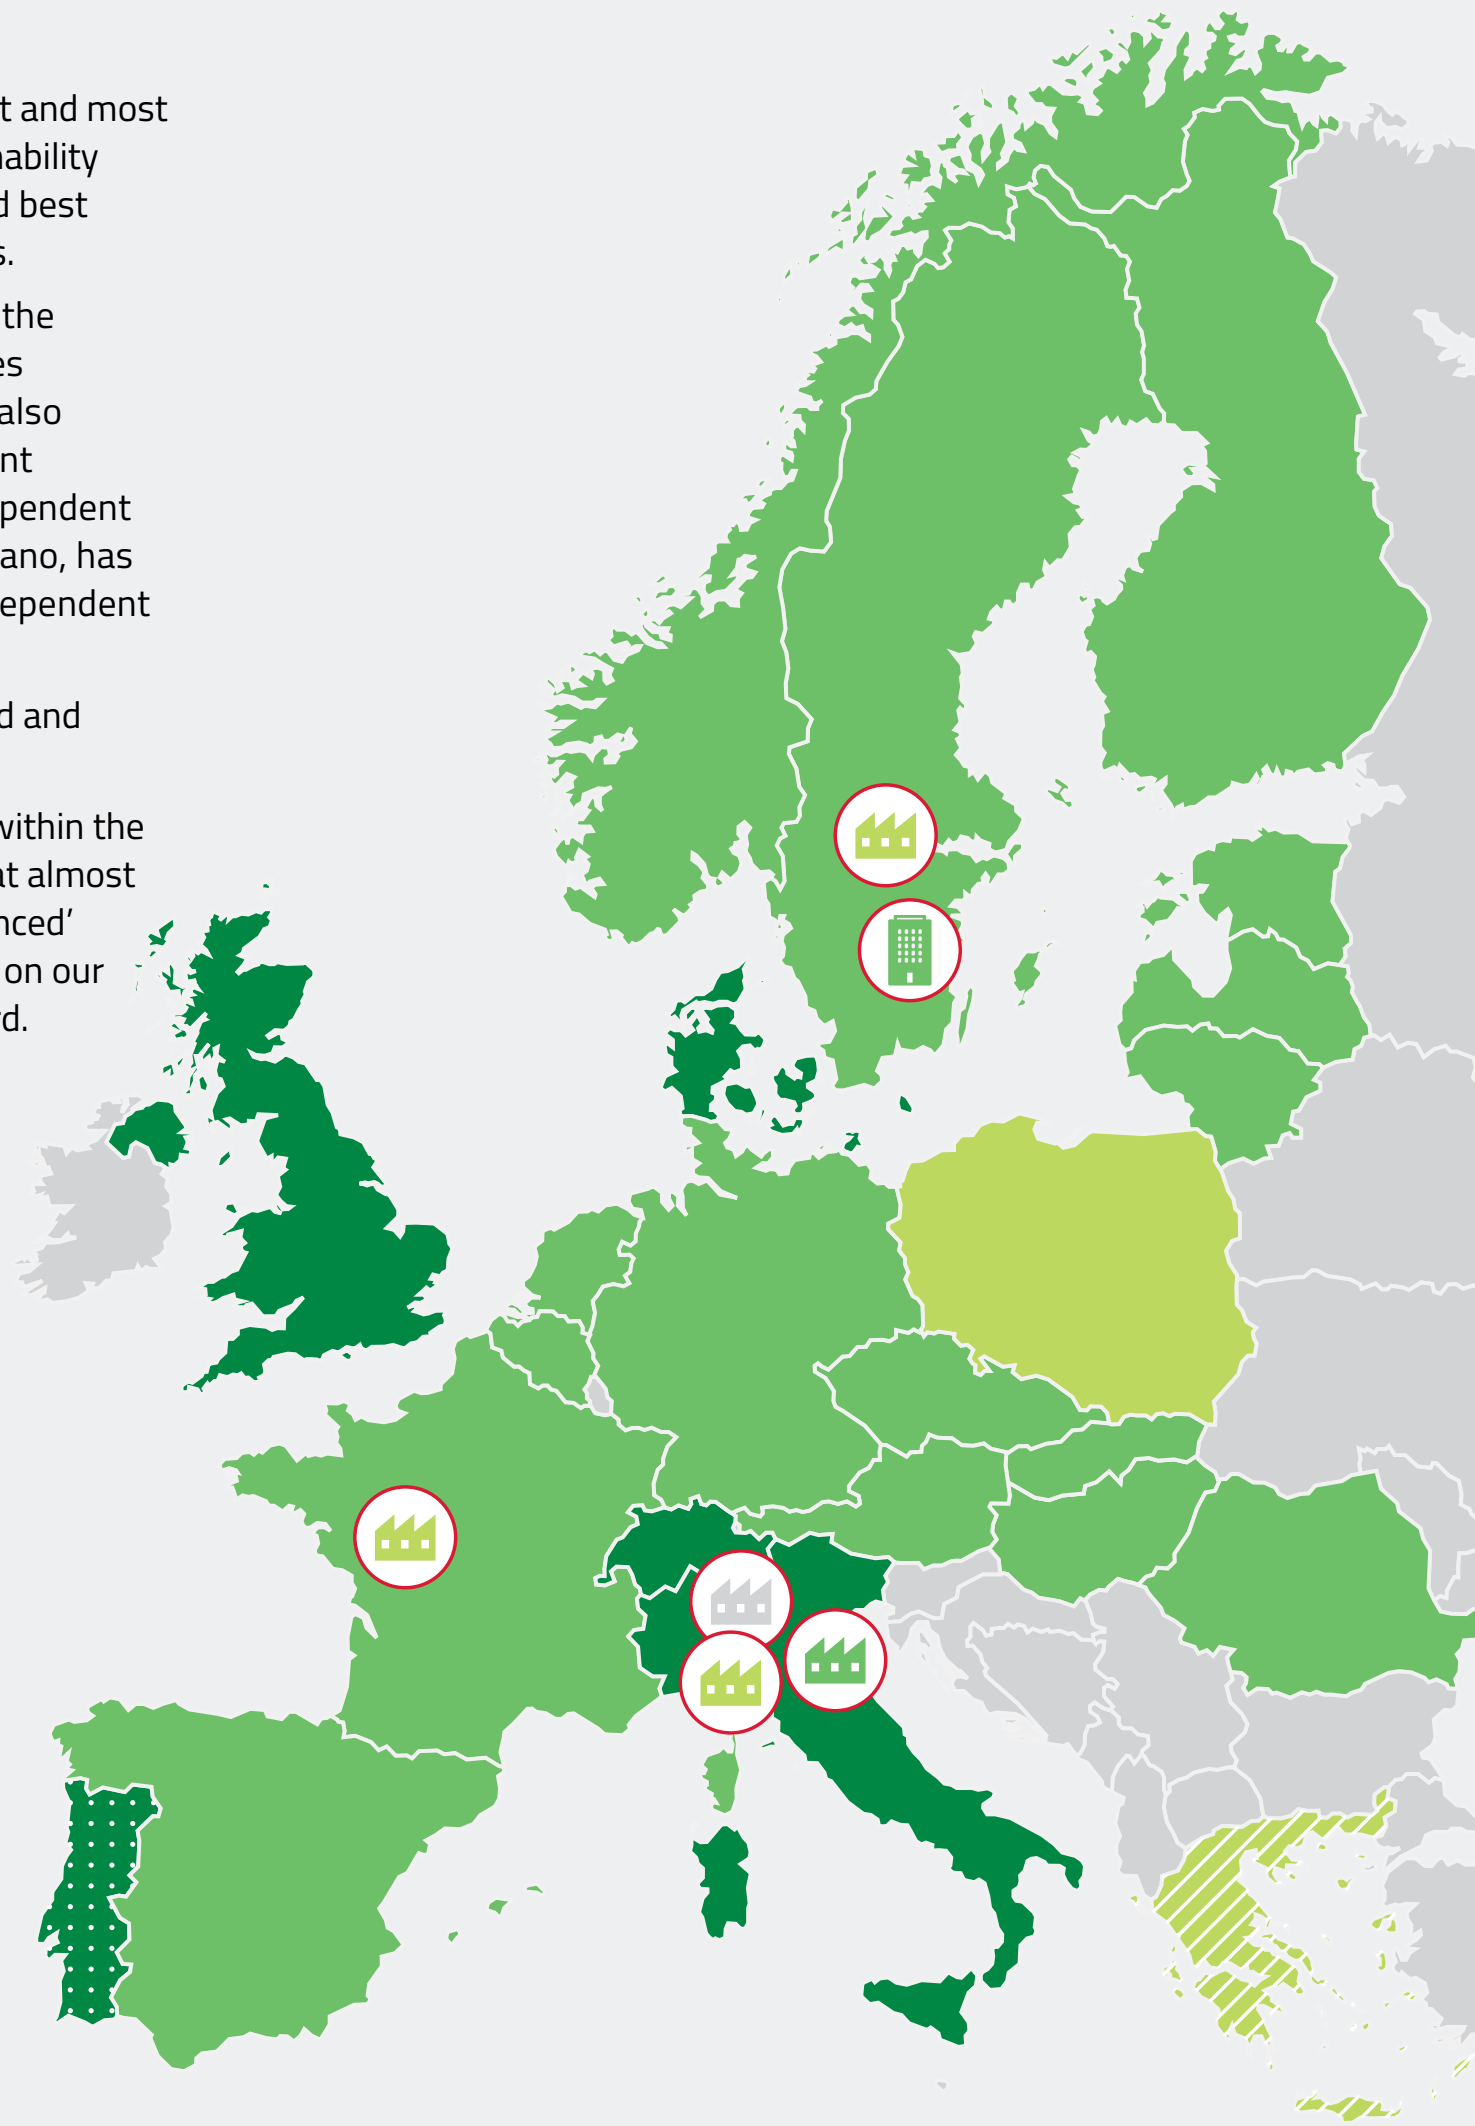 t and most
ability
d best
s.
the
es
also
nt
pendent
ano, has
ependent
d and
within the
at almost
nced’
on our
rd.